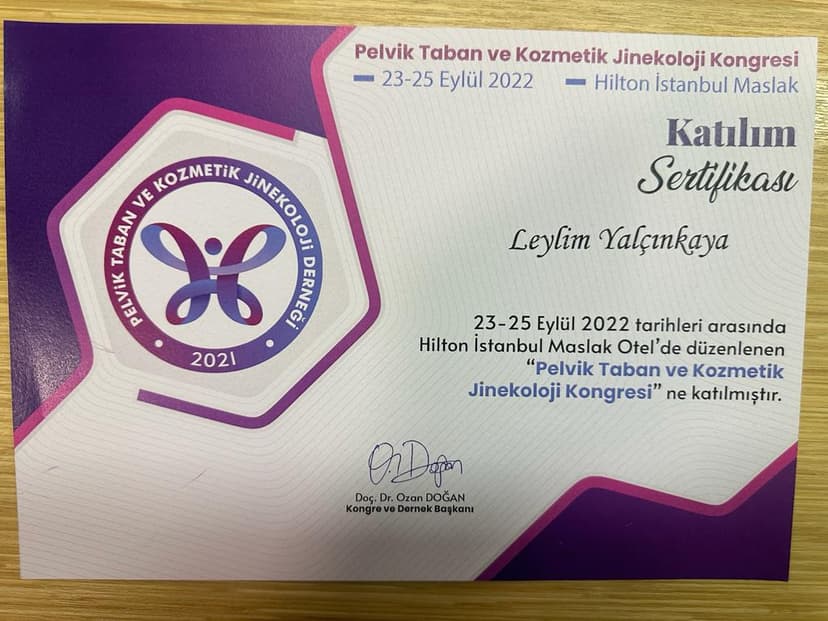 Pelvik Taban ve Kozmetik Jinekoloji Kongresi
23-25 Eylül 2022 Hilton İstanbul Maslak
Katılım
Sertifikası
PELVİK TABAN VE KOZMETİK JİNEKOLOJİ DERNEĞİ
2021
Leylim Yalçınkaya
23-25 Eylül 2022 tarihleri arasında
Hilton İstanbul Maslak Otel'de düzenlenen
“Pelvik Taban ve Kozmetik
Jinekoloji Kongresi” ne katılmıştır.
O. Doğan
Doç. Dr. Ozan DOĞAN
Kongre ve Dernek Başkanı